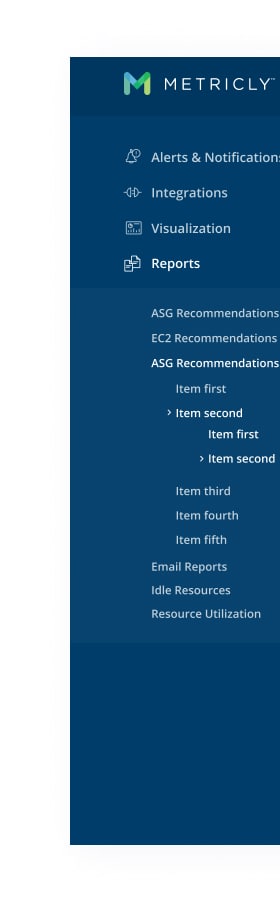 METRICLY™
Alerts & Notifications
Integrations
Visualization
Reports
ASG Recommendations
EC2 Recommendations
ASG Recommendations
Item first
› Item second
Item first
› Item second
Item third
Item fourth
Item fifth
Email Reports
Idle Resources
Resource Utilization